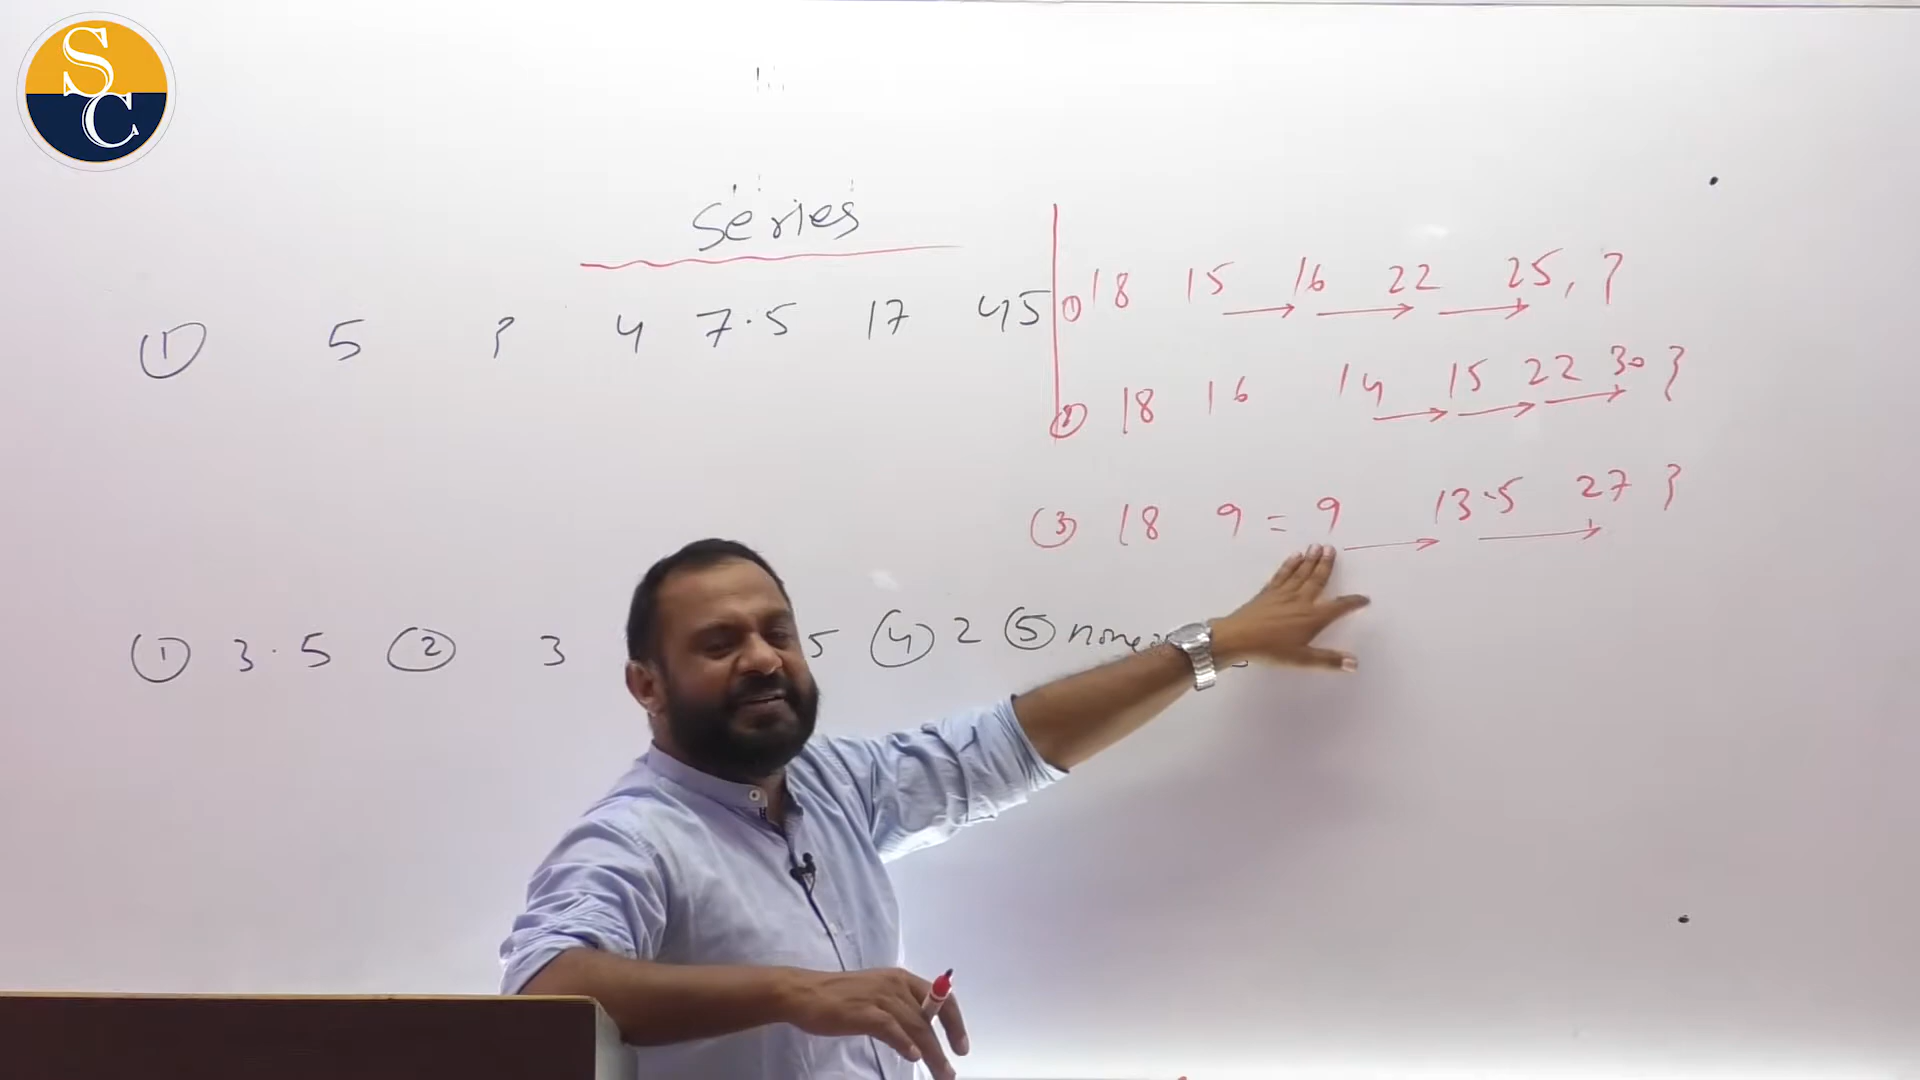 SC
Series
① 5 ? 4 7.5 17 45
① 18 15 16 22 25, ?
② 18 16 14 15 22 30 ?
③ 18 9 = 9 13.5 27 ?
① 3.5 ② 3 5 ④ 2 ⑤ none